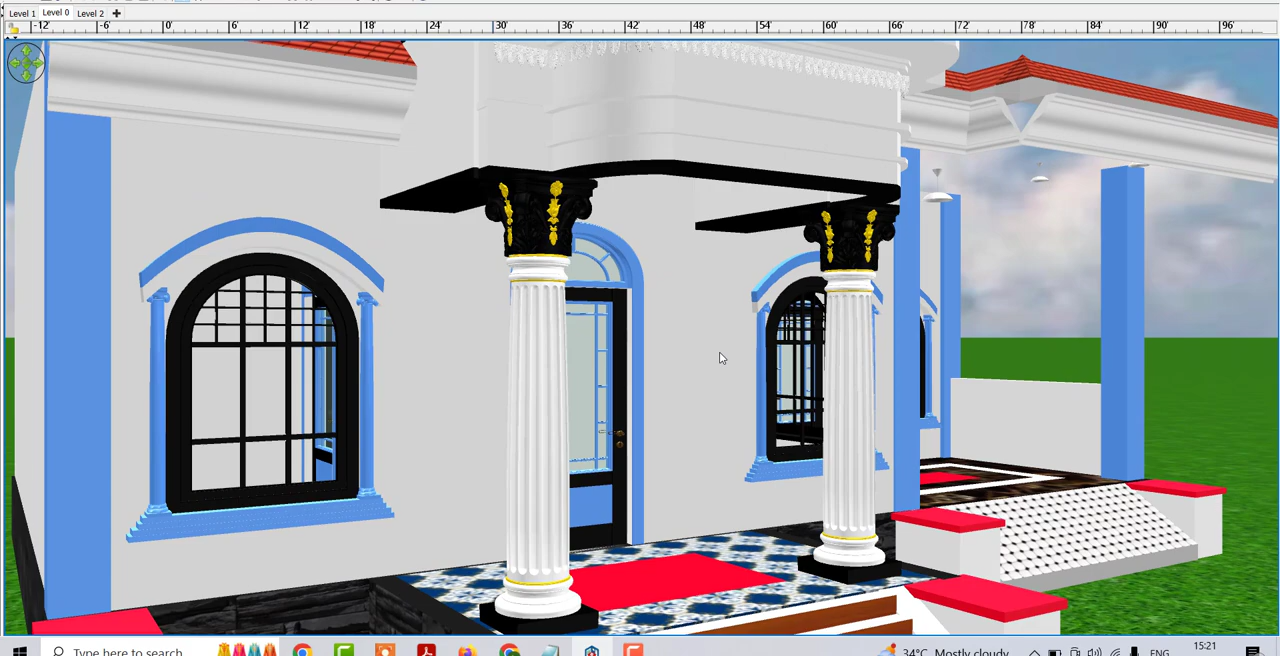 Level 1 Level 0 Level 2
-12' -6' 0' 6' 12' 18' 24' 30' 36' 42' 48' 54' 60' 66' 72' 78' 84' 90' 96'
Type here to search
34°C Mostly cloudy
ENG
15:21